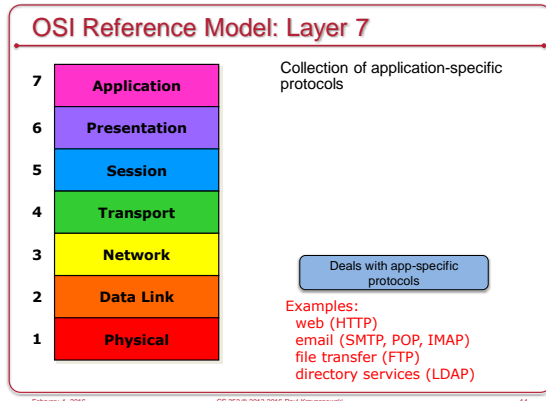 OSI Reference Model: Layer 7
Collection of application-specific
protocols
7 Application
6 Presentation
5 Session
4 Transport
3 Network
2 Data Link
1 Physical
Deals with app-specific
protocols
Examples:
web (HTTP)
email (SMTP, POP, IMAP)
file transfer (FTP)
directory services (LDAP)